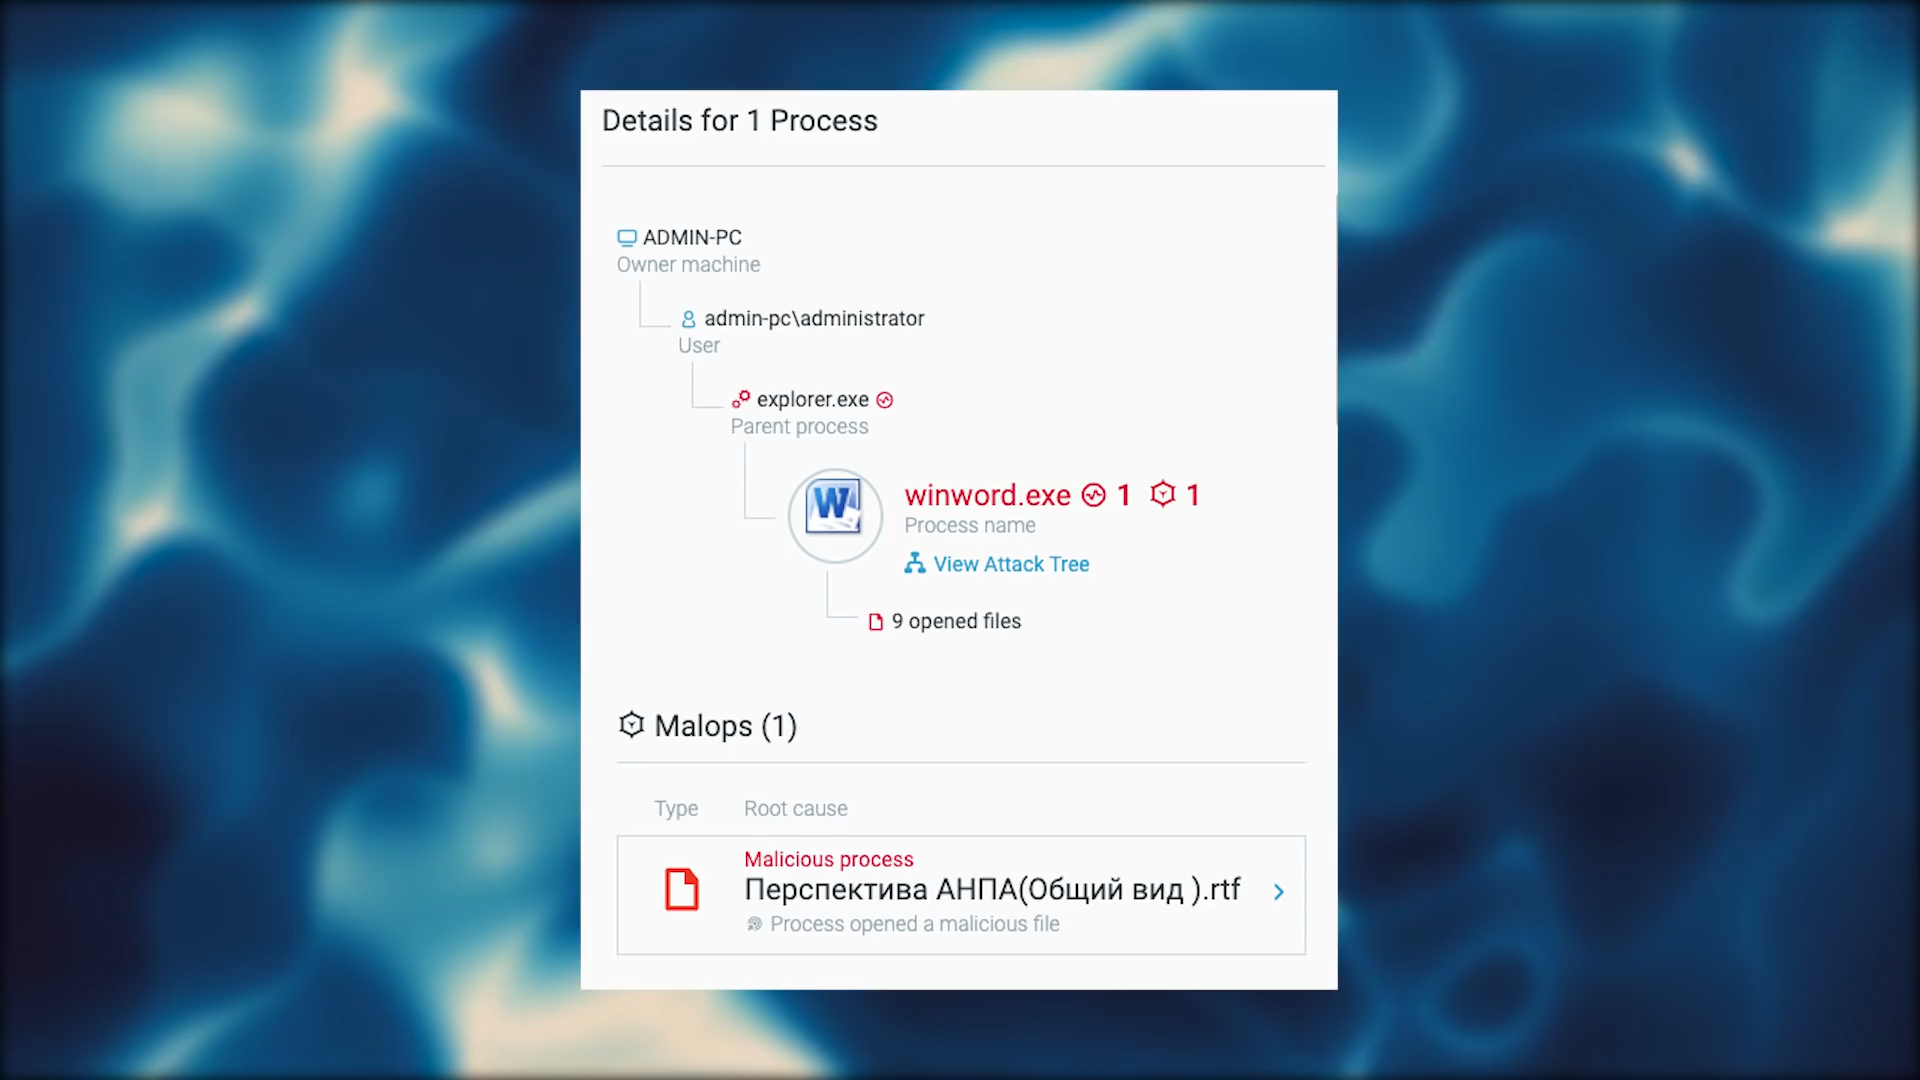 Details for 1 Process
ADMIN-PC
Owner machine
admin-pc\administrator
User
explorer.exe
Parent process
W
winword.exe 1 1
Process name
View Attack Tree
9 opened files
Malops (1)
Type Root cause
Malicious process
Перспектива АНПА(Общий вид ).rtf
Process opened a malicious file